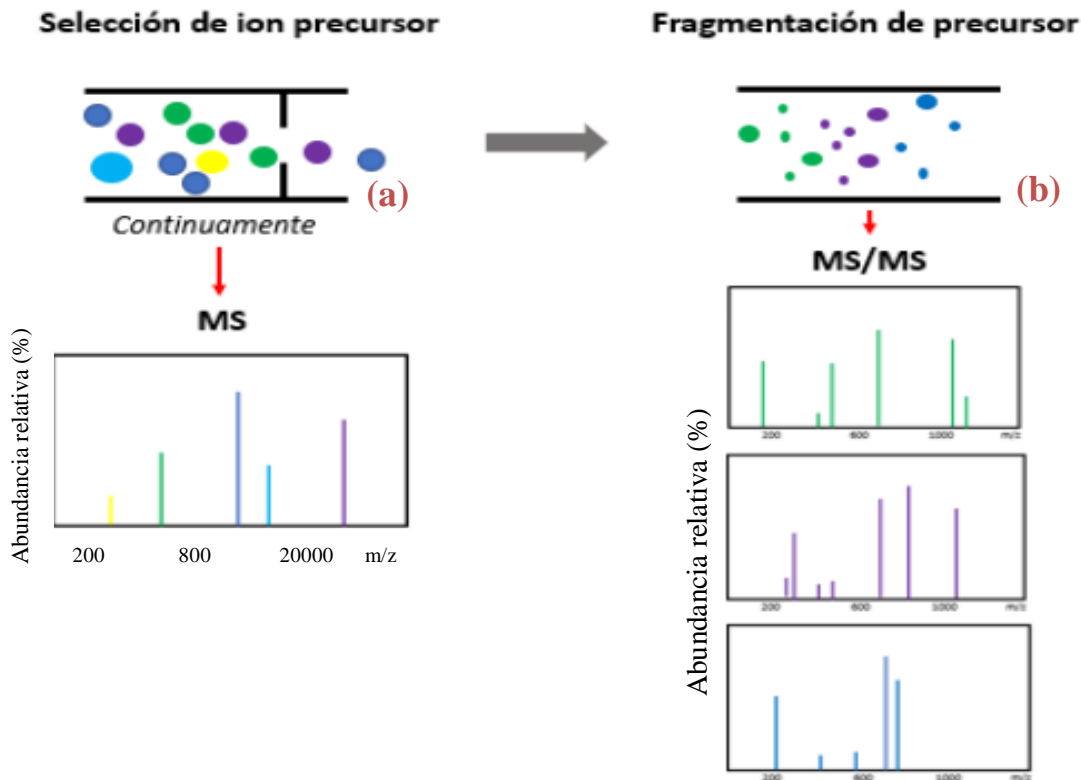 Selección de ion precursor
Fragmentación de precursor
(a)
(b)
Continuamente
MS
MS/MS
Abundancia relativa (%)
200 800 20000 m/z
Abundancia relativa (%)
200 600 1000 m/z
200 600 1000 m/z
200 600 1000 m/z